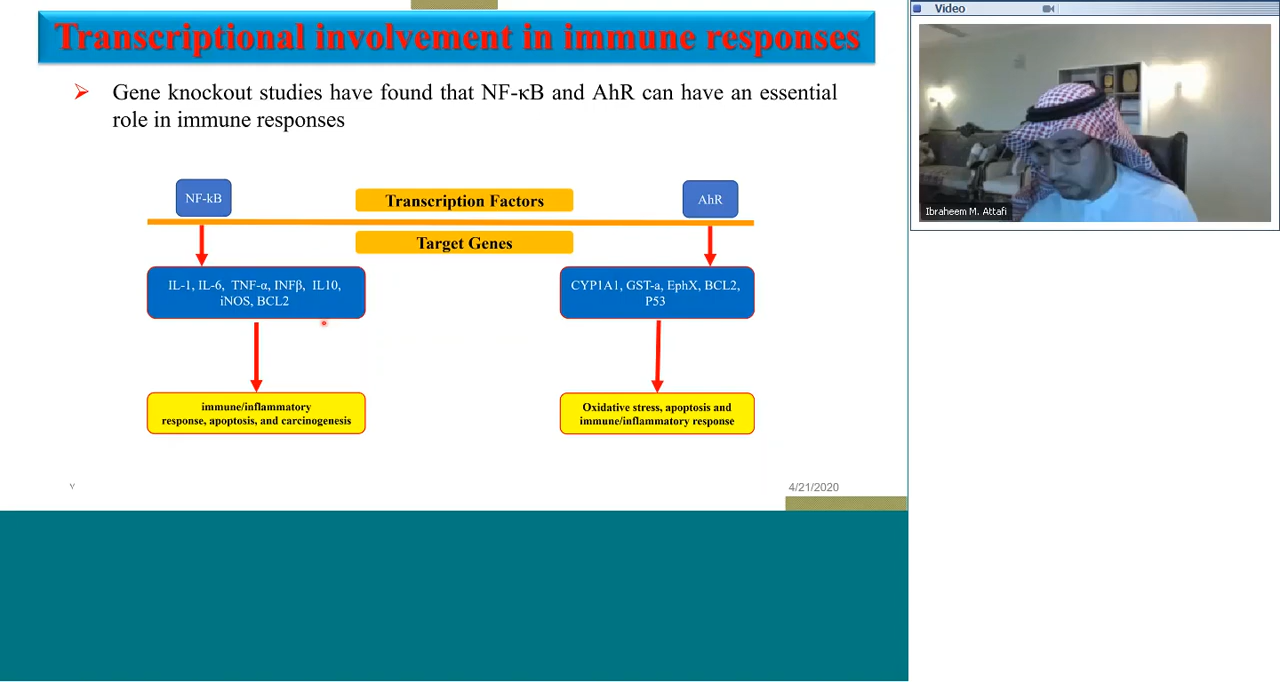 Transcriptional involvement in immune responses
➢ Gene knockout studies have found that NF-κB and AhR can have an essential
role in immune responses
NF-kB
Transcription Factors
AhR
Target Genes
IL-1, IL-6, TNF-α, INFβ, IL10,
iNOS, BCL2
CYP1A1, GST-a, EphX, BCL2,
P53
immune/inflammatory
response, apoptosis, and carcinogenesis
Oxidative stress, apoptosis and
immune/inflammatory response
٧
4/21/2020
Video
Ibraheem M. Attafi